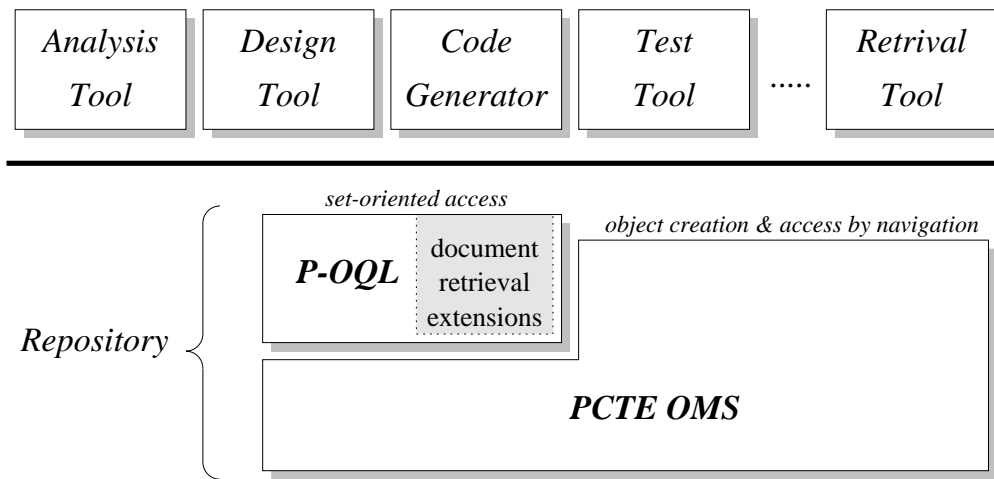 Analysis
Tool
Design
Tool
Code
Generator
Test
Tool
.....
Retrival
Tool
set-oriented access
object creation & access by navigation
P-OQL
document
retrieval
extensions
Repository
PCTE OMS